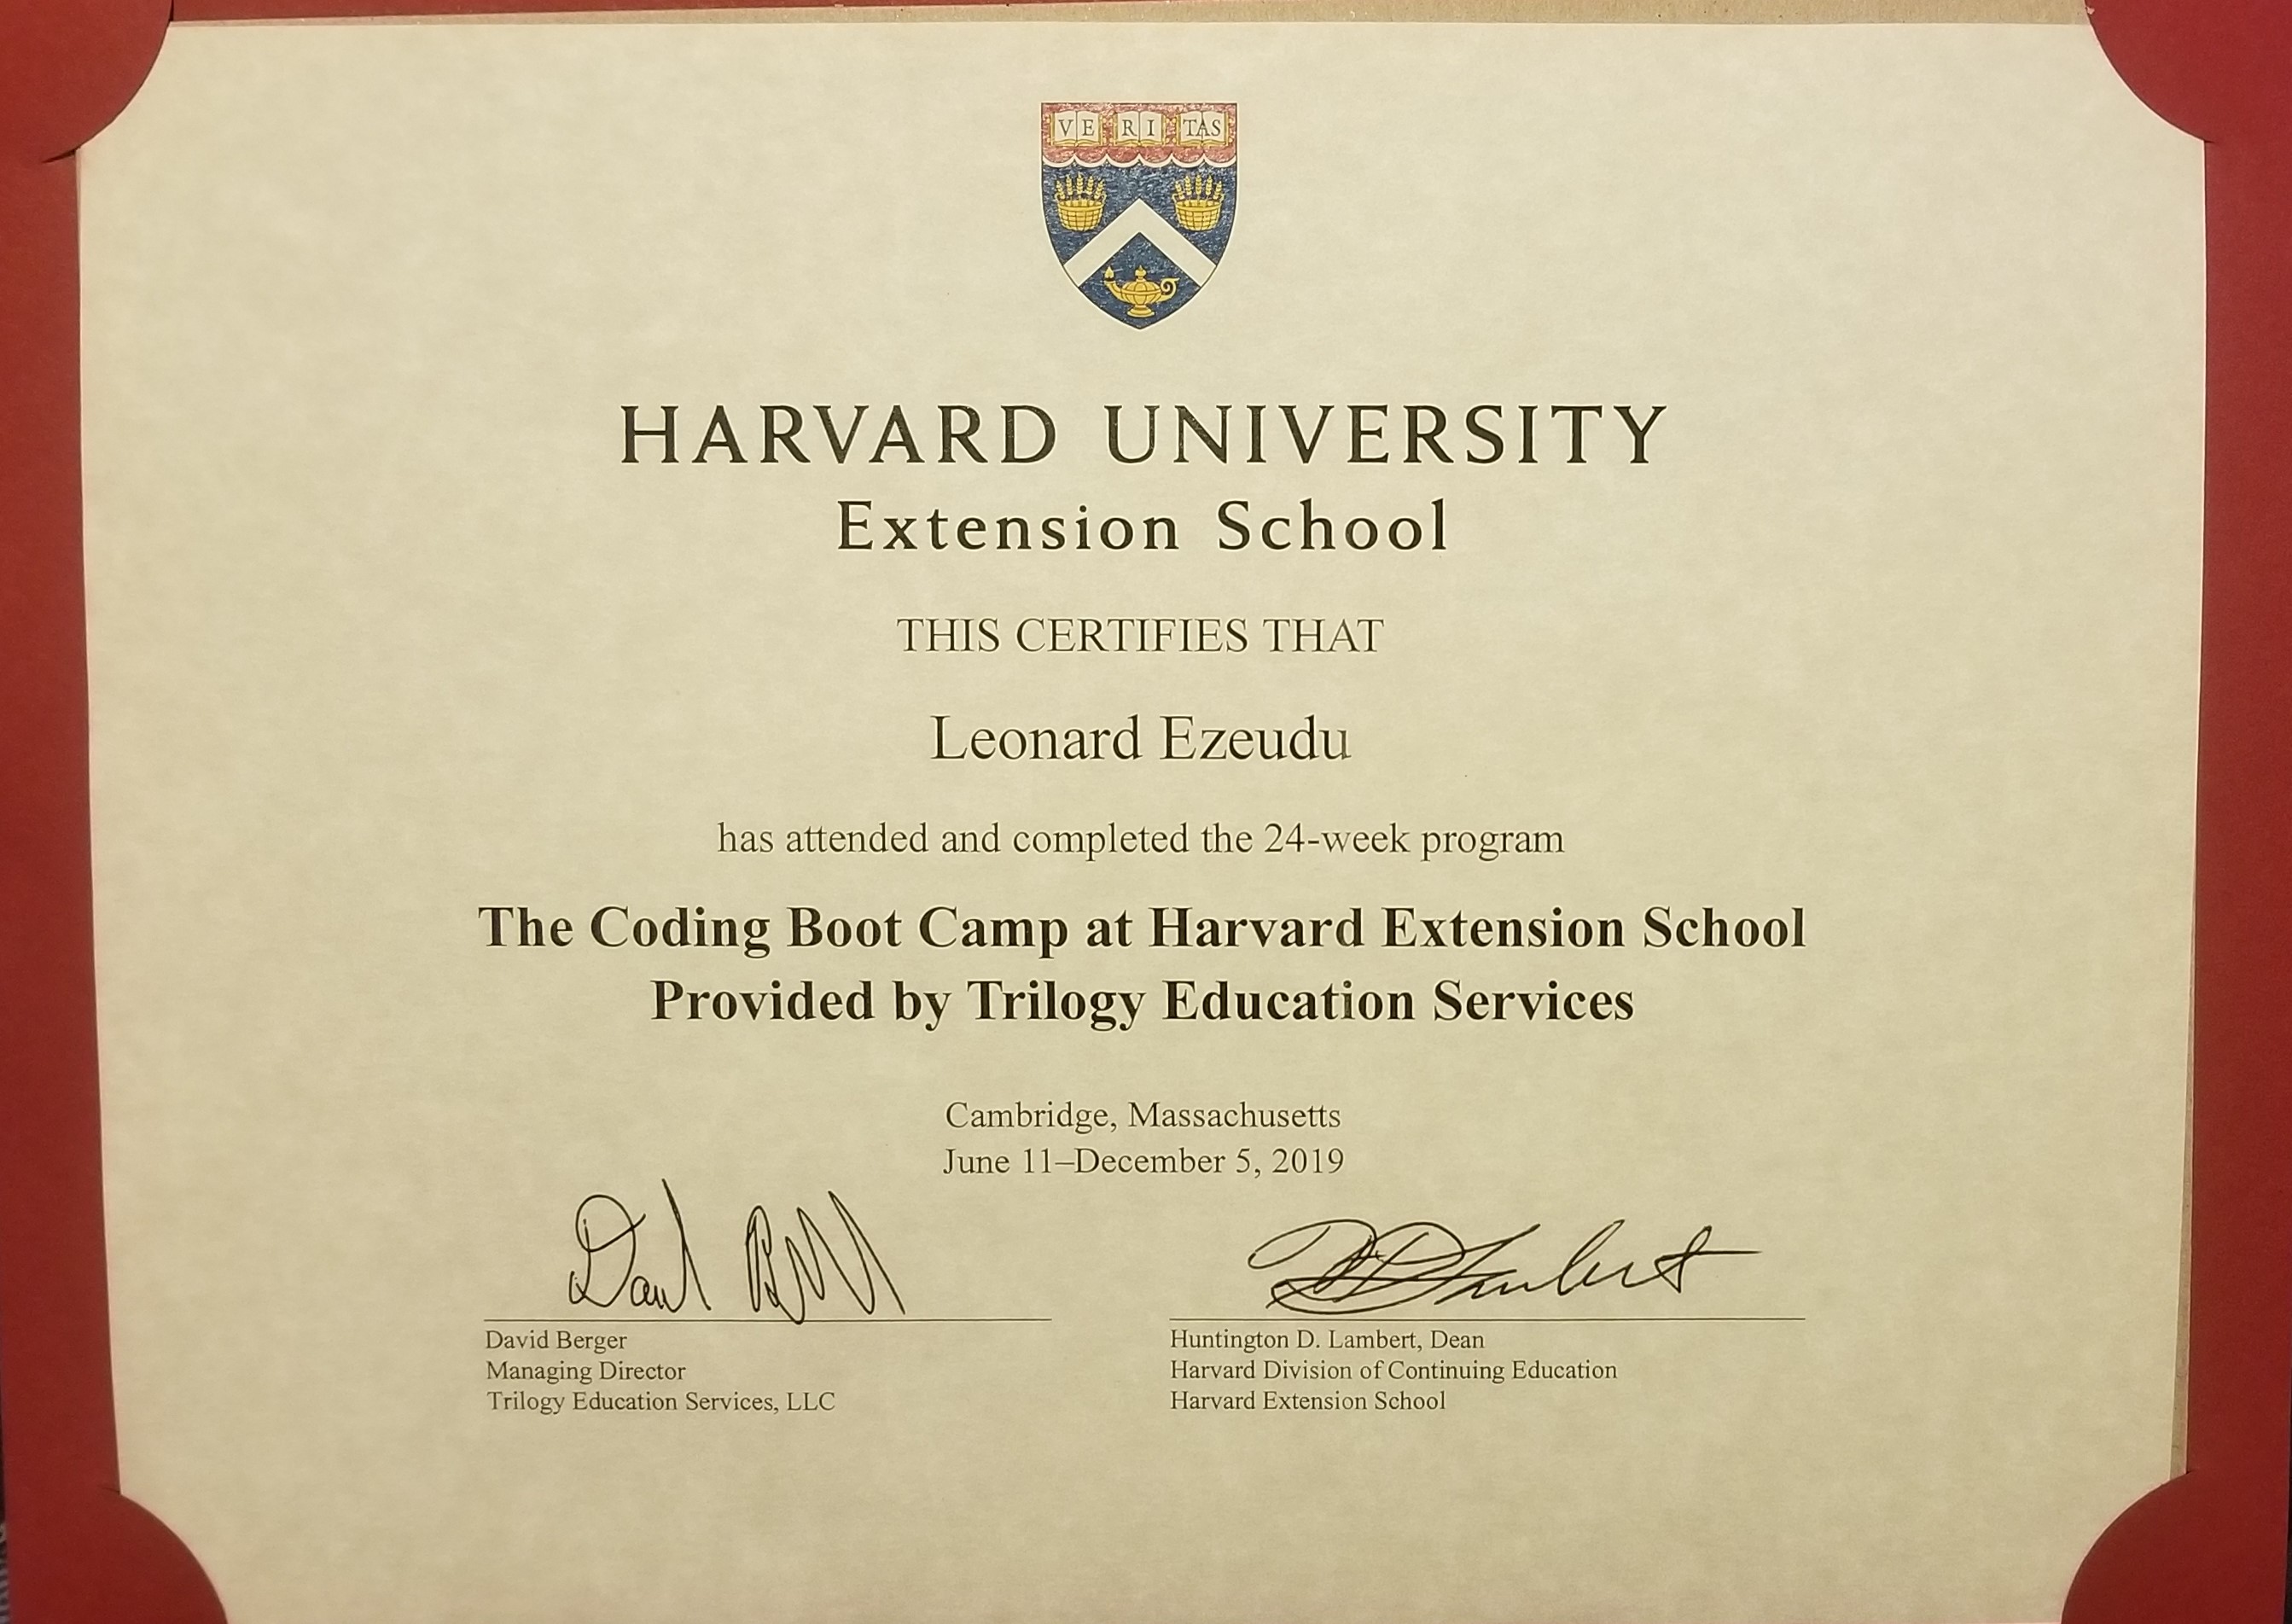 VE RI TAS
HARVARD UNIVERSITY
Extension School
THIS CERTIFIES THAT
Leonard Ezeudu
has attended and completed the 24-week program
The Coding Boot Camp at Harvard Extension School
Provided by Trilogy Education Services
Cambridge, Massachusetts
June 11–December 5, 2019
David Berger
Managing Director
Trilogy Education Services, LLC
Huntington D. Lambert, Dean
Harvard Division of Continuing Education
Harvard Extension School